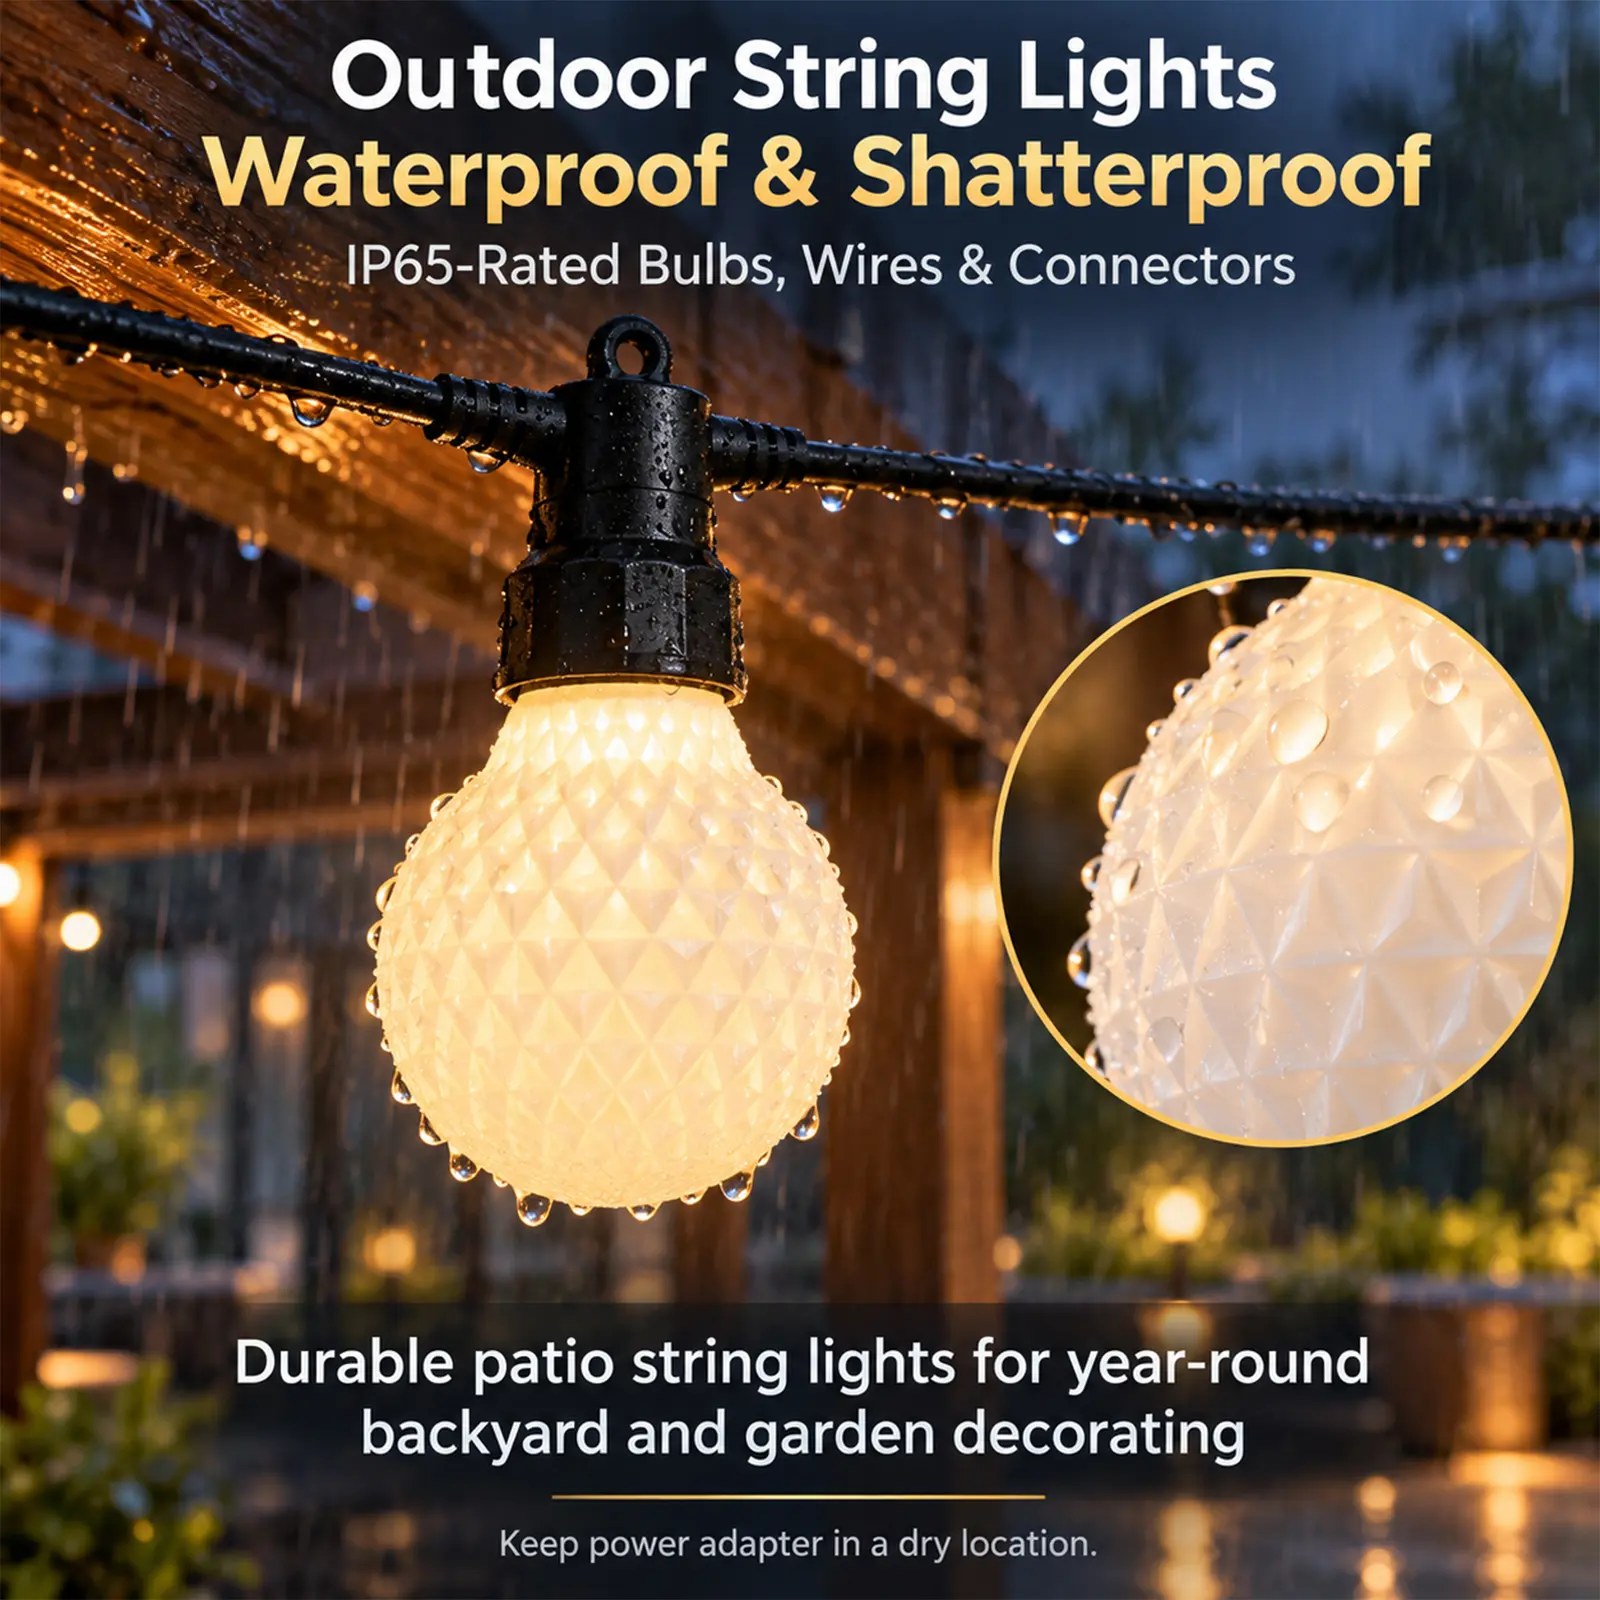 Outdoor String Lights
Waterproof & Shatterproof
IP65-Rated Bulbs, Wires & Connectors
Durable patio string lights for year-round
backyard and garden decorating
Keep power adapter in a dry location.